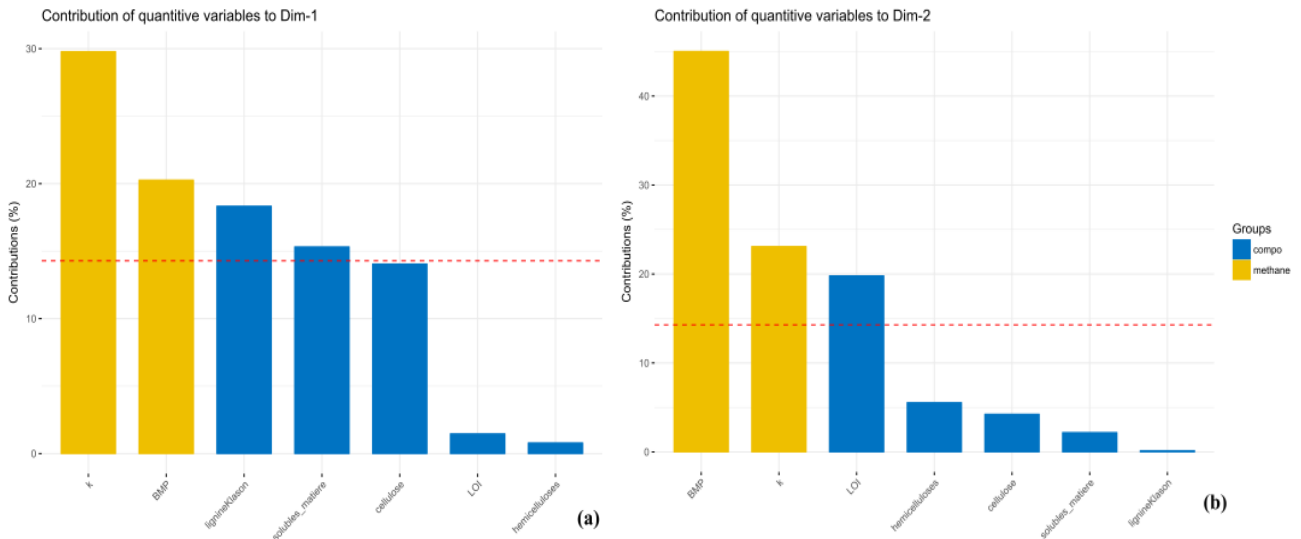 Contribution of quantitive variables to Dim-1
Contributions (%)
30
20
10
0
k
BMP
lignineKlason
solubles_matiere
cellulose
LOI
hemicelluloses
(a)
Contribution of quantitive variables to Dim-2
Contributions (%)
40
30
20
10
0
BMP
k
LOI
hemicelluloses
cellulose
solubles_matiere
lignineKlason
(b)
Groups
compo
methane